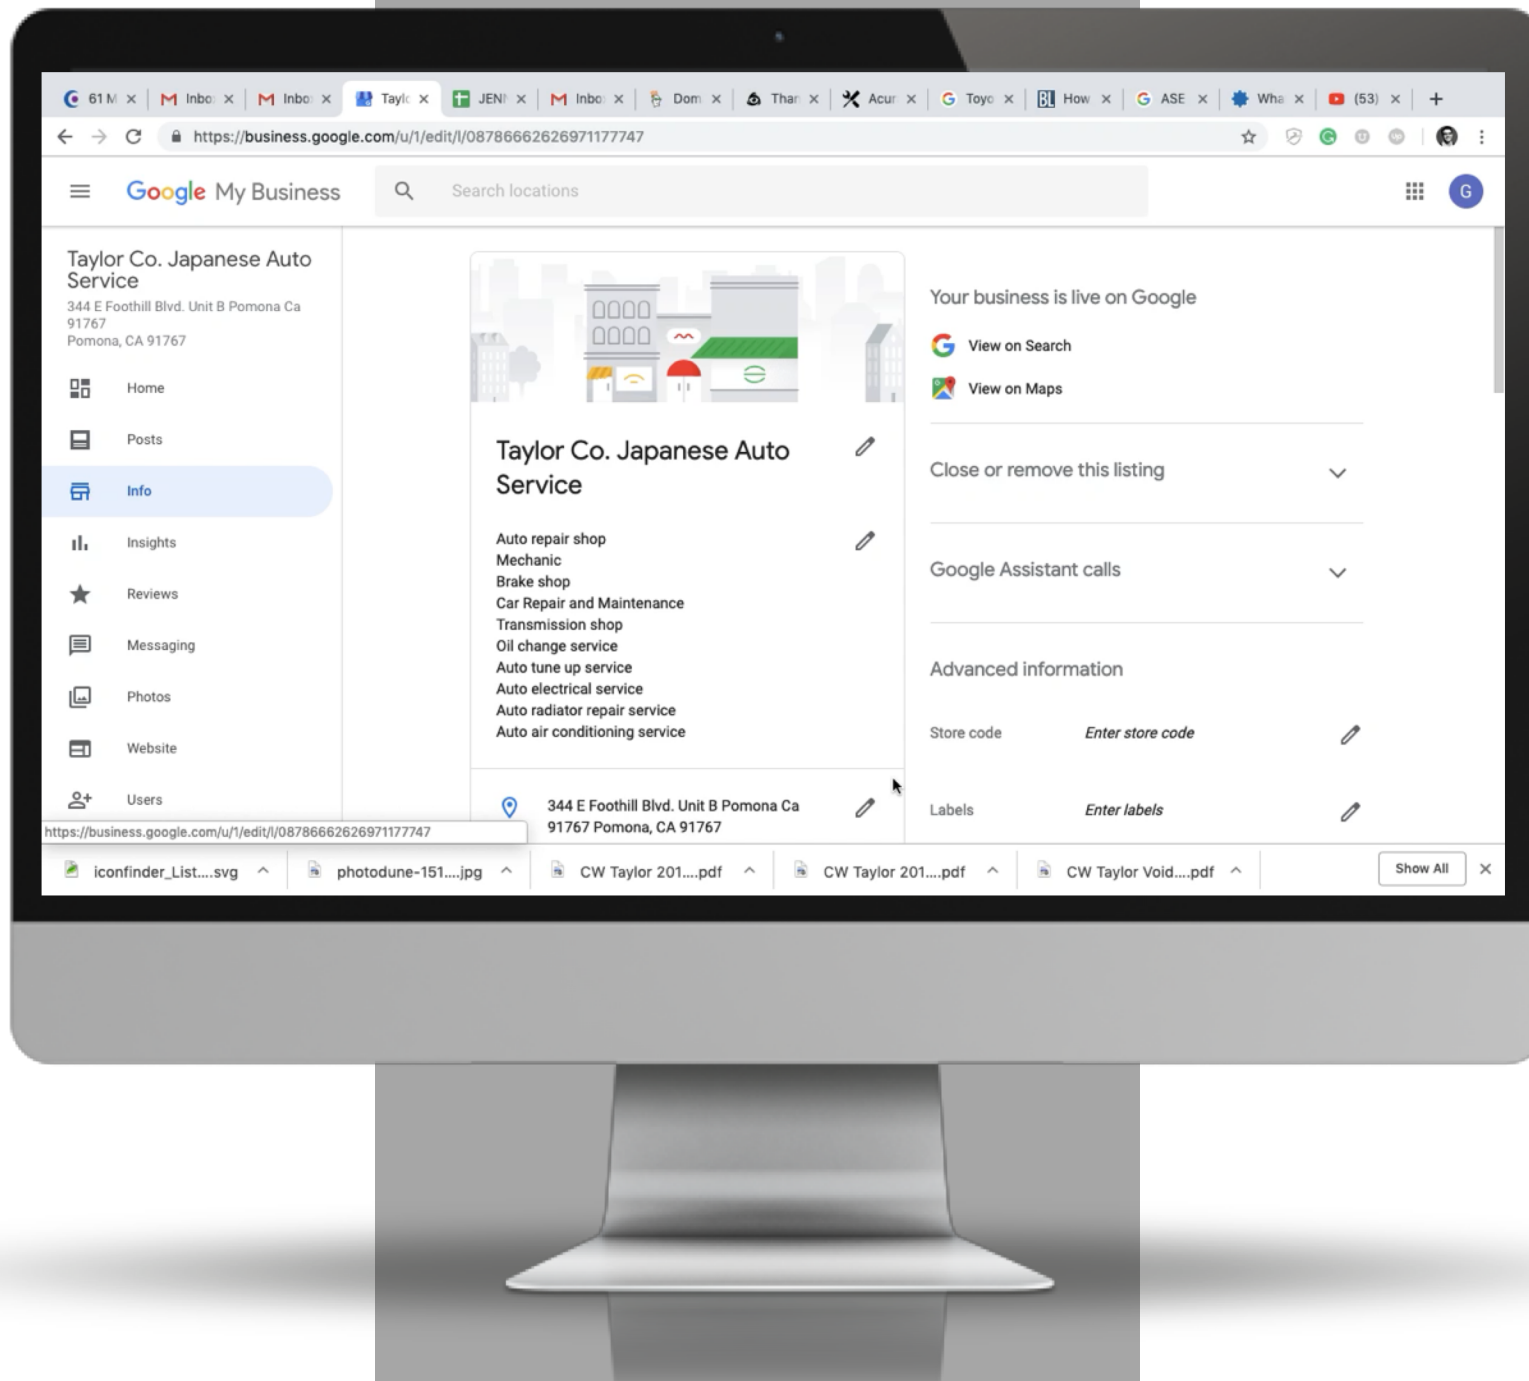 61 M
Inbo
Inbo
Taylo
JENN
Inbo
Dom
Than
Acur
Toyo
BL How
ASE
Wha
(53)
https://business.google.com/u/1/edit/l/08786662626971177747
Google My Business
Search locations
G
Taylor Co. Japanese Auto
Service
344 E Foothill Blvd. Unit B Pomona Ca
91767
Pomona, CA 91767
Home
Posts
Info
Insights
Reviews
Messaging
Photos
Website
Users
https://business.google.com/u/1/edit/l/08786662626971177747
Taylor Co. Japanese Auto
Service
Auto repair shop
Mechanic
Brake shop
Car Repair and Maintenance
Transmission shop
Oil change service
Auto tune up service
Auto electrical service
Auto radiator repair service
Auto air conditioning service
344 E Foothill Blvd. Unit B Pomona Ca
91767 Pomona, CA 91767
Your business is live on Google
View on Search
View on Maps
Close or remove this listing
Google Assistant calls
Advanced information
Store code
Enter store code
Labels
Enter labels
iconfinder_List....svg
photodune-151....jpg
CW Taylor 201....pdf
CW Taylor 201....pdf
CW Taylor Void....pdf
Show All